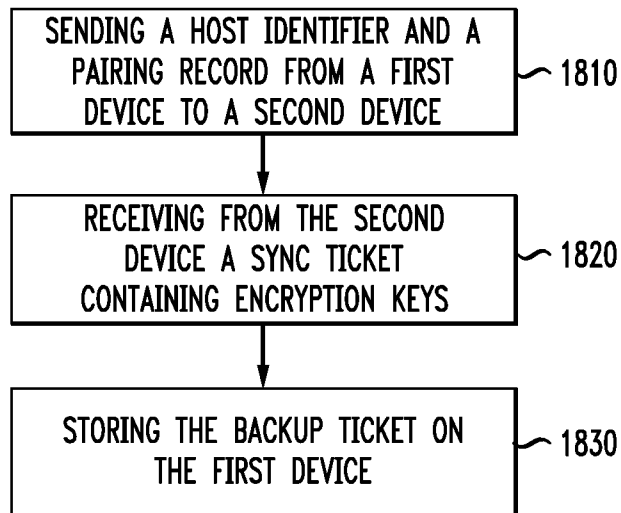 SENDING A HOST IDENTIFIER AND A
PAIRING RECORD FROM A FIRST
DEVICE TO A SECOND DEVICE
1810
RECEIVING FROM THE SECOND
DEVICE A SYNC TICKET
CONTAINING ENCRYPTION KEYS
1820
STORING THE BACKUP TICKET ON
THE FIRST DEVICE
1830